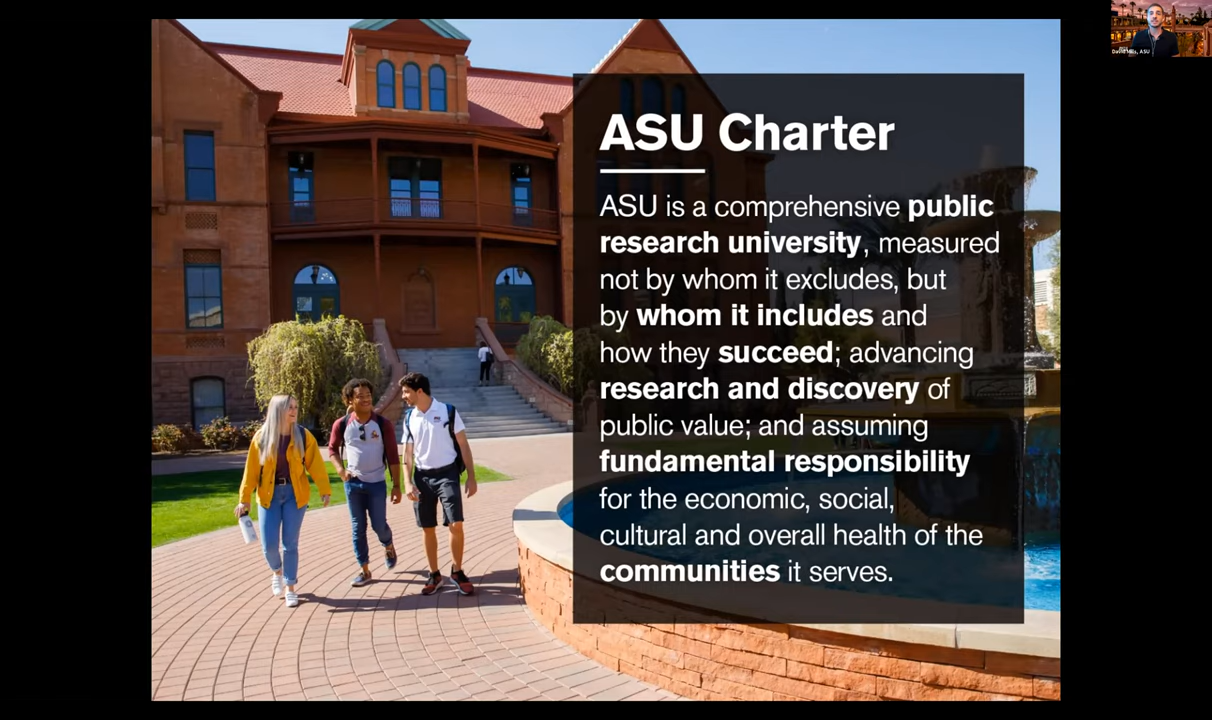 ASU Charter
ASU is a comprehensive public
research university, measured
not by whom it excludes, but
by whom it includes and
how they succeed; advancing
research and discovery of
public value; and assuming
fundamental responsibility
for the economic, social,
cultural and overall health of the
communities it serves.
ASU